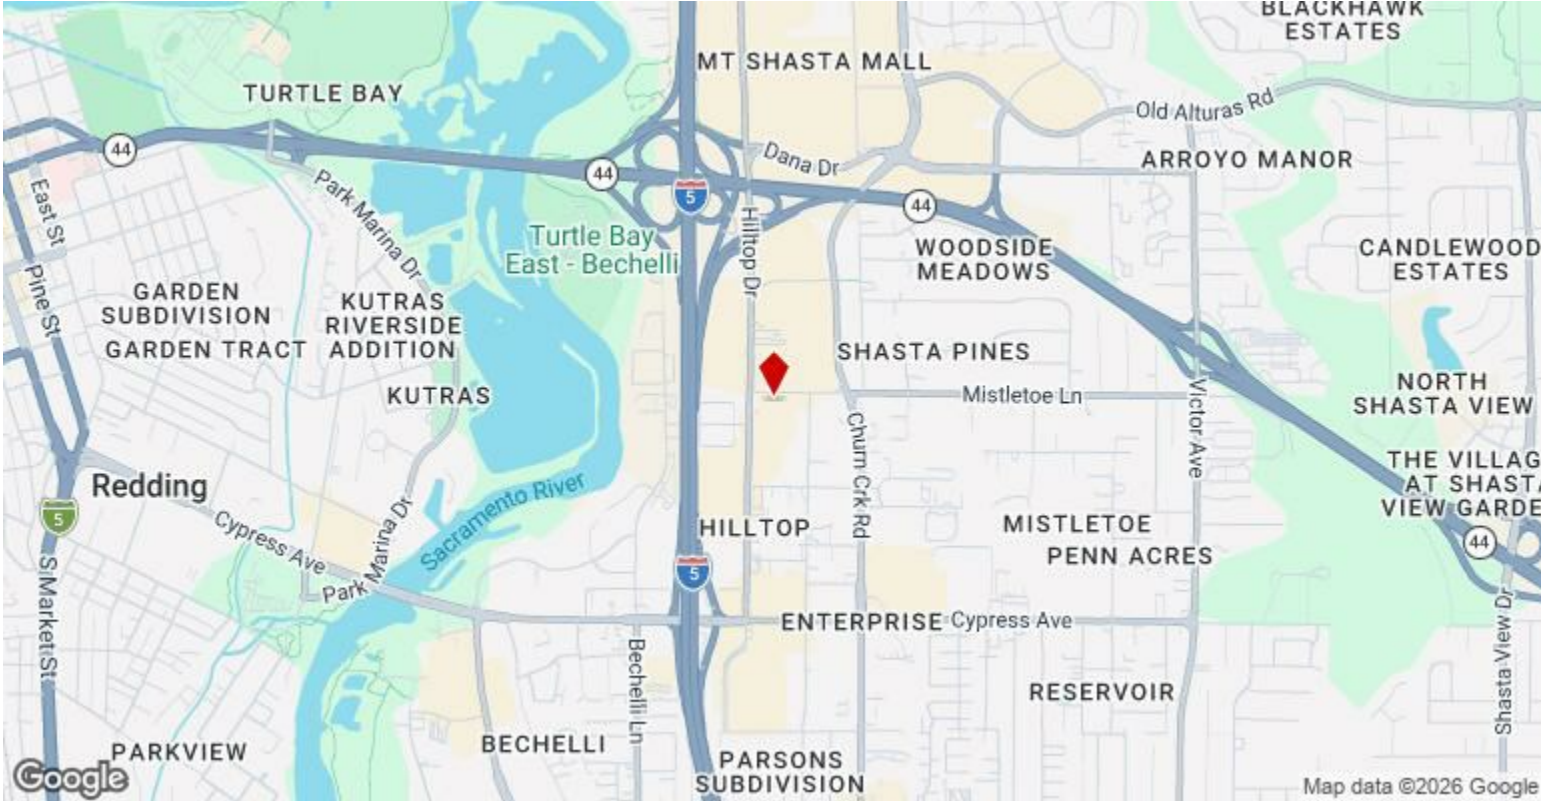 BLACKHAWK
ESTATES
MT SHASTA MALL
TURTLE BAY
Old Alturas Rd
44
44
Dana Dr
ARROYO MANOR
5
44
East St
Park Marina Dr
Hilltop Dr
Turtle Bay
East - Bechelli
WOODSIDE
MEADOWS
CANDLEWOOD
ESTATES
Pine St
GARDEN
SUBDIVISION
KUTRAS
RIVERSIDE
ADDITION
GARDEN TRACT
SHASTA PINES
KUTRAS
Mistletoe Ln
Victor Ave
NORTH
SHASTA VIEW
Churn Crk Rd
THE VILLAG
AT SHASTA
VIEW GARDE
Redding
5
Cypress Ave
Park Marina Dr
Sacramento River
HILLTOP
MISTLETOE
PENN ACRES
44
5
S Market St
ENTERPRISE
Cypress Ave
Bechelli Ln
Shasta View Dr
RESERVOIR
PARKVIEW
BECHELLI
PARSONS
SUBDIVISION
Google
Map data ©2026 Google